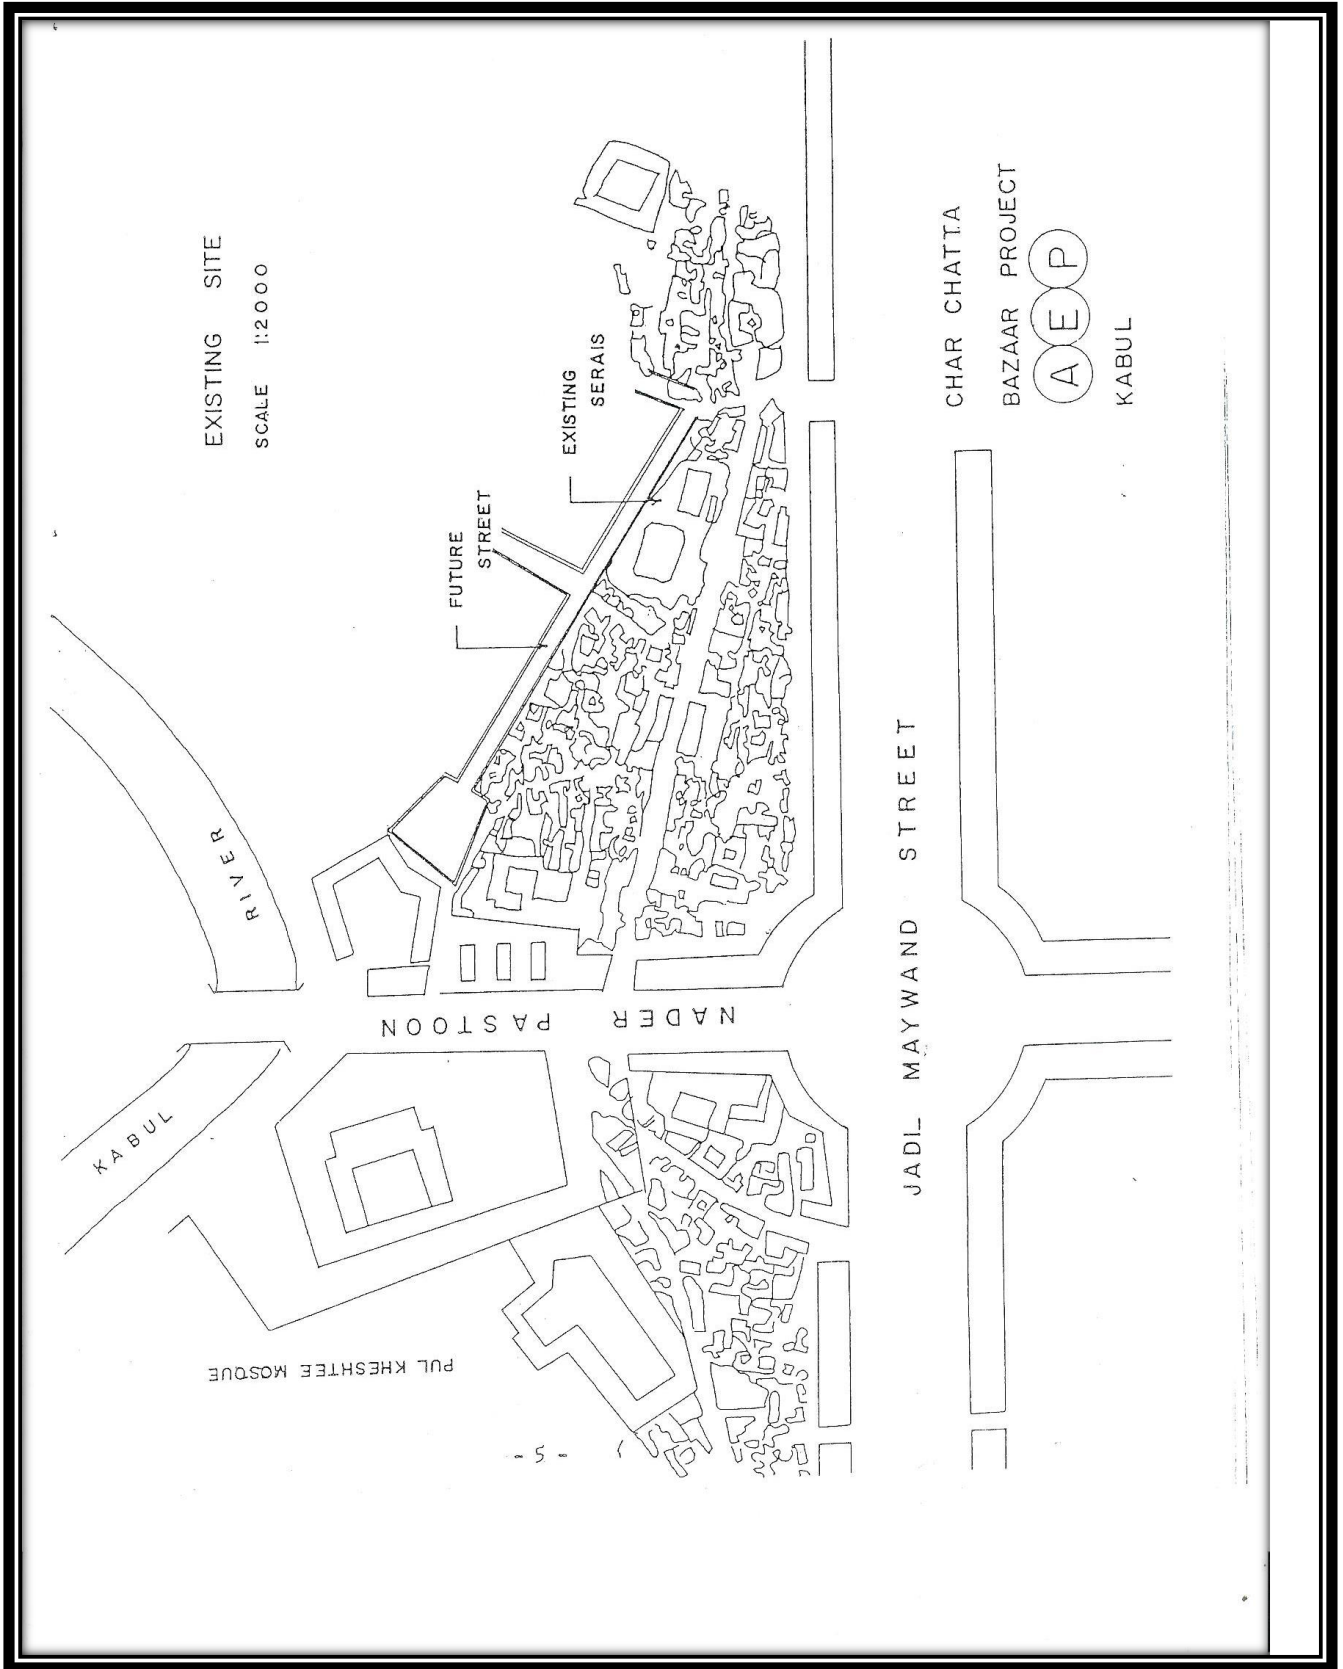 EXISTING SITE
SCALE 1:2000
FUTURE
STREET
EXISTING
SERAIS
KABUL
RIVER
NADER
PASTOON
JADL MAYWAND STREET
PUL KHESHTEE MOSQUE
CHAR CHATTA
BAZAAR PROJECT
AEP
KABUL
- 5 -